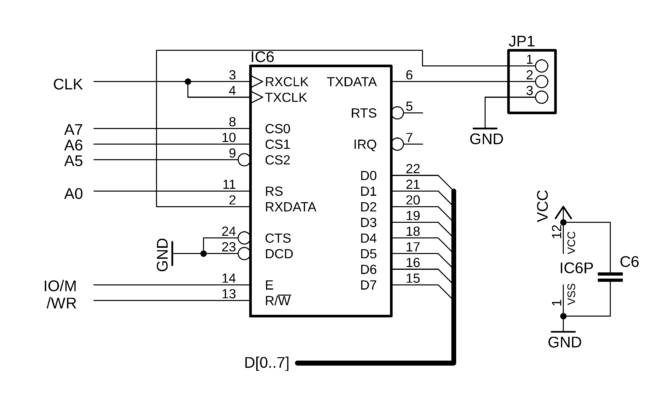 IC6
JP1
CLK 3 RXCLK TXDATA 6 1
4 TXCLK 2
RTS 5 3
A7 8 CS0 GND
A6 10 CS1 IRQ 7
A5 9 CS2
D0 22
A0 11 RS D1 21
2 RXDATA D2 20
D3 19
24 CTS D4 18
GND 23 DCD D5 17
D6 16
IO/M 14 E D7 15
/WR 13 R/W̅
D[0..7]
VCC
12 VCC
IC6P C6
1 VSS
GND